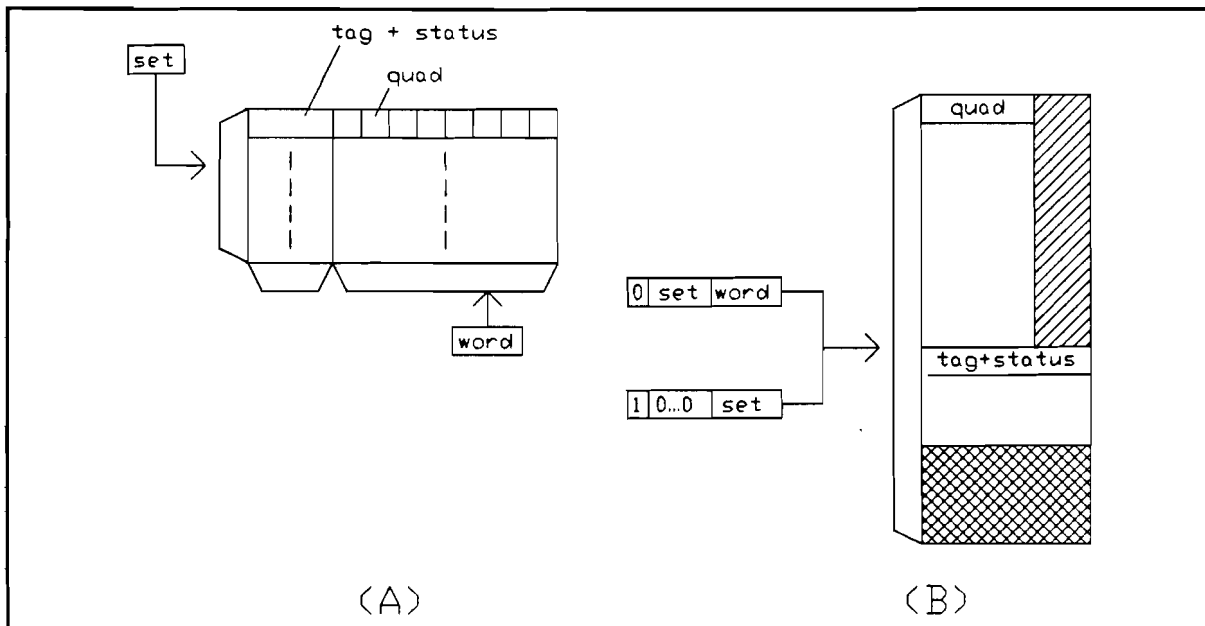 tag + status
set
quad
word
(A)
quad
0 set word
tag+status
1 0...0 set
(B)